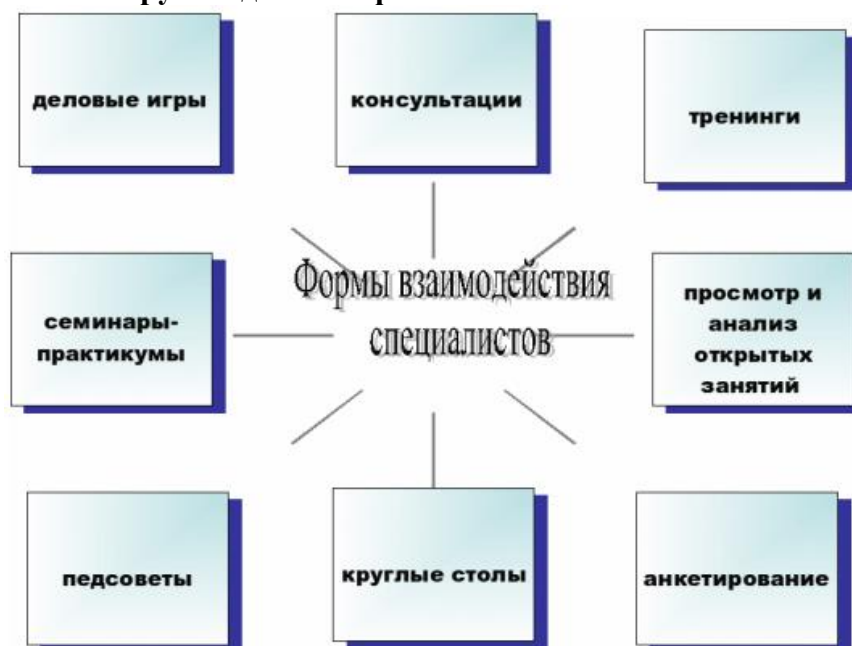 деловые игры
консультации
тренинги
Формы взаимодействия
специалистов
семинары-
практикумы
просмотр и
анализ
открытых
занятий
педсоветы
круглые столы
анкетирование